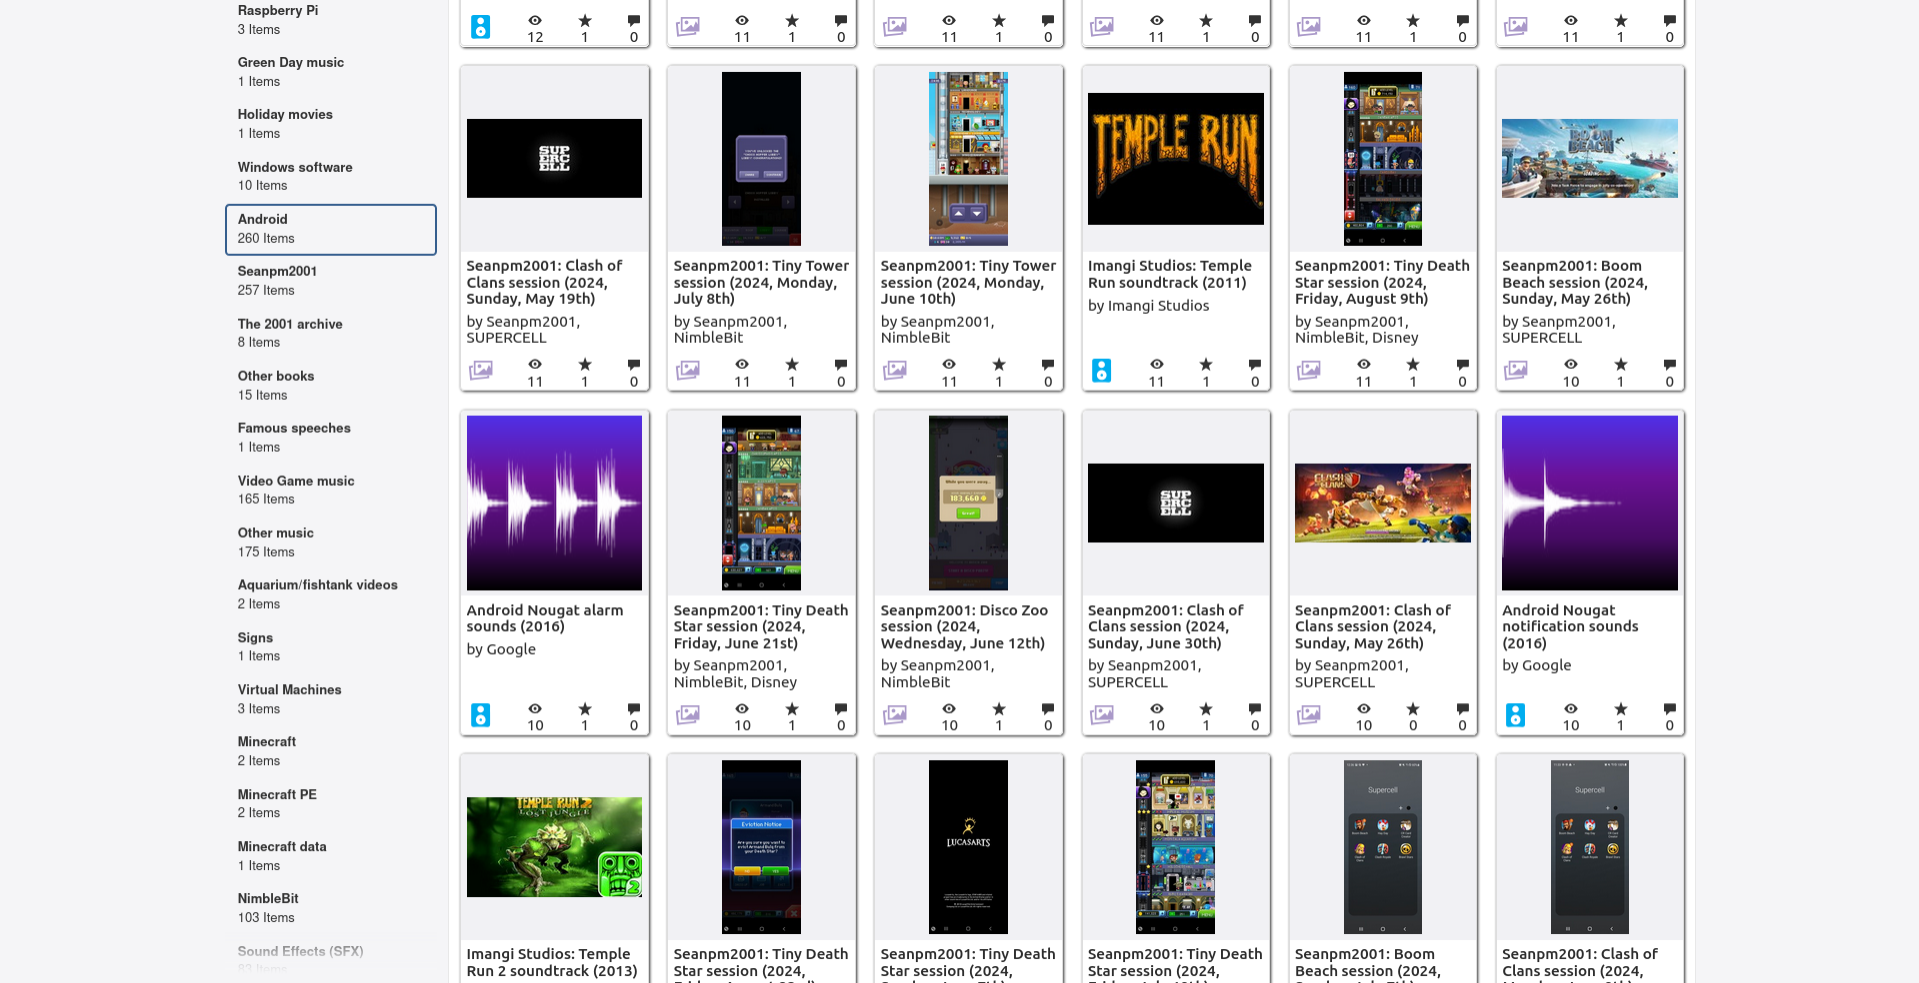 Raspberry Pi
3 Items
Green Day music
1 Items
Holiday movies
1 Items
Windows software
10 Items
Android
260 Items
Seanpm2001
257 Items
The 2001 archive
8 Items
Other books
15 Items
Famous speeches
1 Items
Video Game music
165 Items
Other music
175 Items
Aquarium/fishtank videos
2 Items
Signs
1 Items
Virtual Machines
3 Items
Minecraft
2 Items
Minecraft PE
2 Items
Minecraft data
1 Items
NimbleBit
103 Items
Sound Effects (SFX)
83 Items
12 1 0
11 1 0
11 1 0
11 1 0
11 1 0
11 1 0
SUP
ERC
ELL
Seanpm2001: Clash of
Clans session (2024,
Sunday, May 19th)
by Seanpm2001,
SUPERCELL
11 1 0
Seanpm2001: Tiny Tower
session (2024, Monday,
July 8th)
by Seanpm2001,
NimbleBit
11 1 0
Seanpm2001: Tiny Tower
session (2024, Monday,
June 10th)
by Seanpm2001,
NimbleBit
11 1 0
TEMPLE RUN
Imangi Studios: Temple
Run soundtrack (2011)
by Imangi Studios
11 1 0
Seanpm2001: Tiny Death
Star session (2024,
Friday, August 9th)
by Seanpm2001,
NimbleBit, Disney
11 1 0
BOOM
BEACH
Seanpm2001: Boom
Beach session (2024,
Sunday, May 26th)
by Seanpm2001,
SUPERCELL
10 1 0
Android Nougat alarm
sounds (2016)
by Google
10 1 0
Seanpm2001: Tiny Death
Star session (2024,
Friday, June 21st)
by Seanpm2001,
NimbleBit, Disney
10 1 0
While you were away...
183,660
Seanpm2001: Disco Zoo
session (2024,
Wednesday, June 12th)
by Seanpm2001,
NimbleBit
10 1 0
SUP
ERC
ELL
Seanpm2001: Clash of
Clans session (2024,
Sunday, June 30th)
by Seanpm2001,
SUPERCELL
10 1 0
CLASH
CLANS
Seanpm2001: Clash of
Clans session (2024,
Sunday, May 26th)
by Seanpm2001,
SUPERCELL
10 0 0
Android Nougat
notification sounds
(2016)
by Google
10 1 0
TEMPLE RUN 2
LOST JUNGLE
2
Imangi Studios: Temple
Run 2 soundtrack (2013)
Eviction Notice
Seanpm2001: Tiny Death
Star session (2024,
LUCASARTS
Seanpm2001: Tiny Death
Star session (2024,
Seanpm2001: Tiny Death
Star session (2024,
Supercell
Seanpm2001: Boom
Beach session (2024,
Supercell
Seanpm2001: Clash of
Clans session (2024,